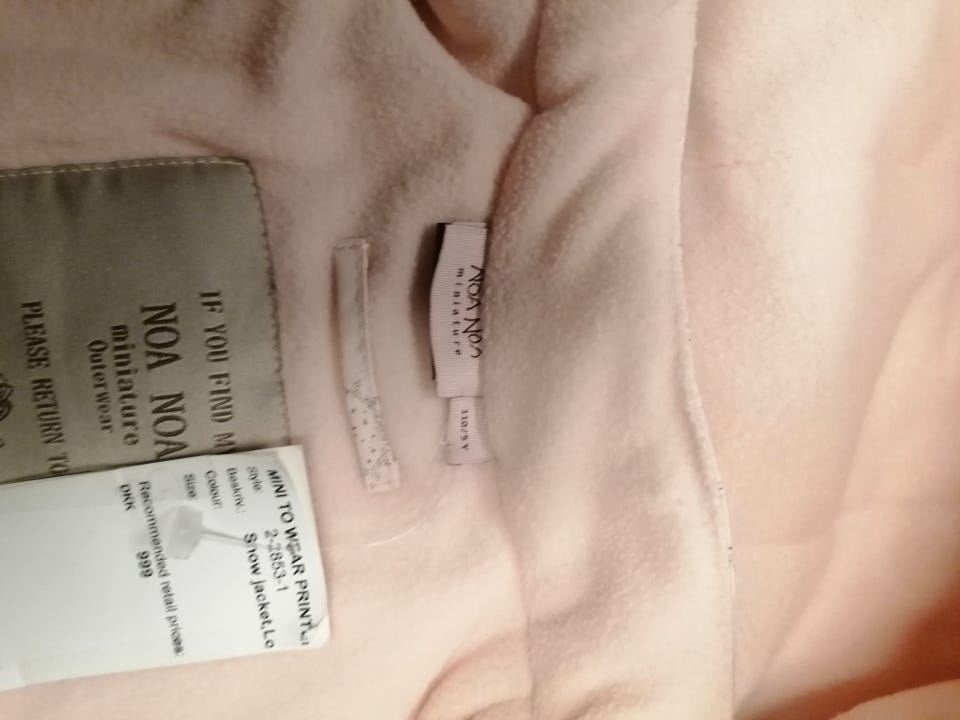 IF YOU FIND
NOA NOA
miniature
Outerwear
PLEASE RETURN TO
NOA NOA
miniature
110/5Y
MINI TO WEAR PRINT
Style: 2-2853-1
Beskriv.: Snow jacket,Lo
Colour:
Size:
Recommended retail prices:
DKK 999